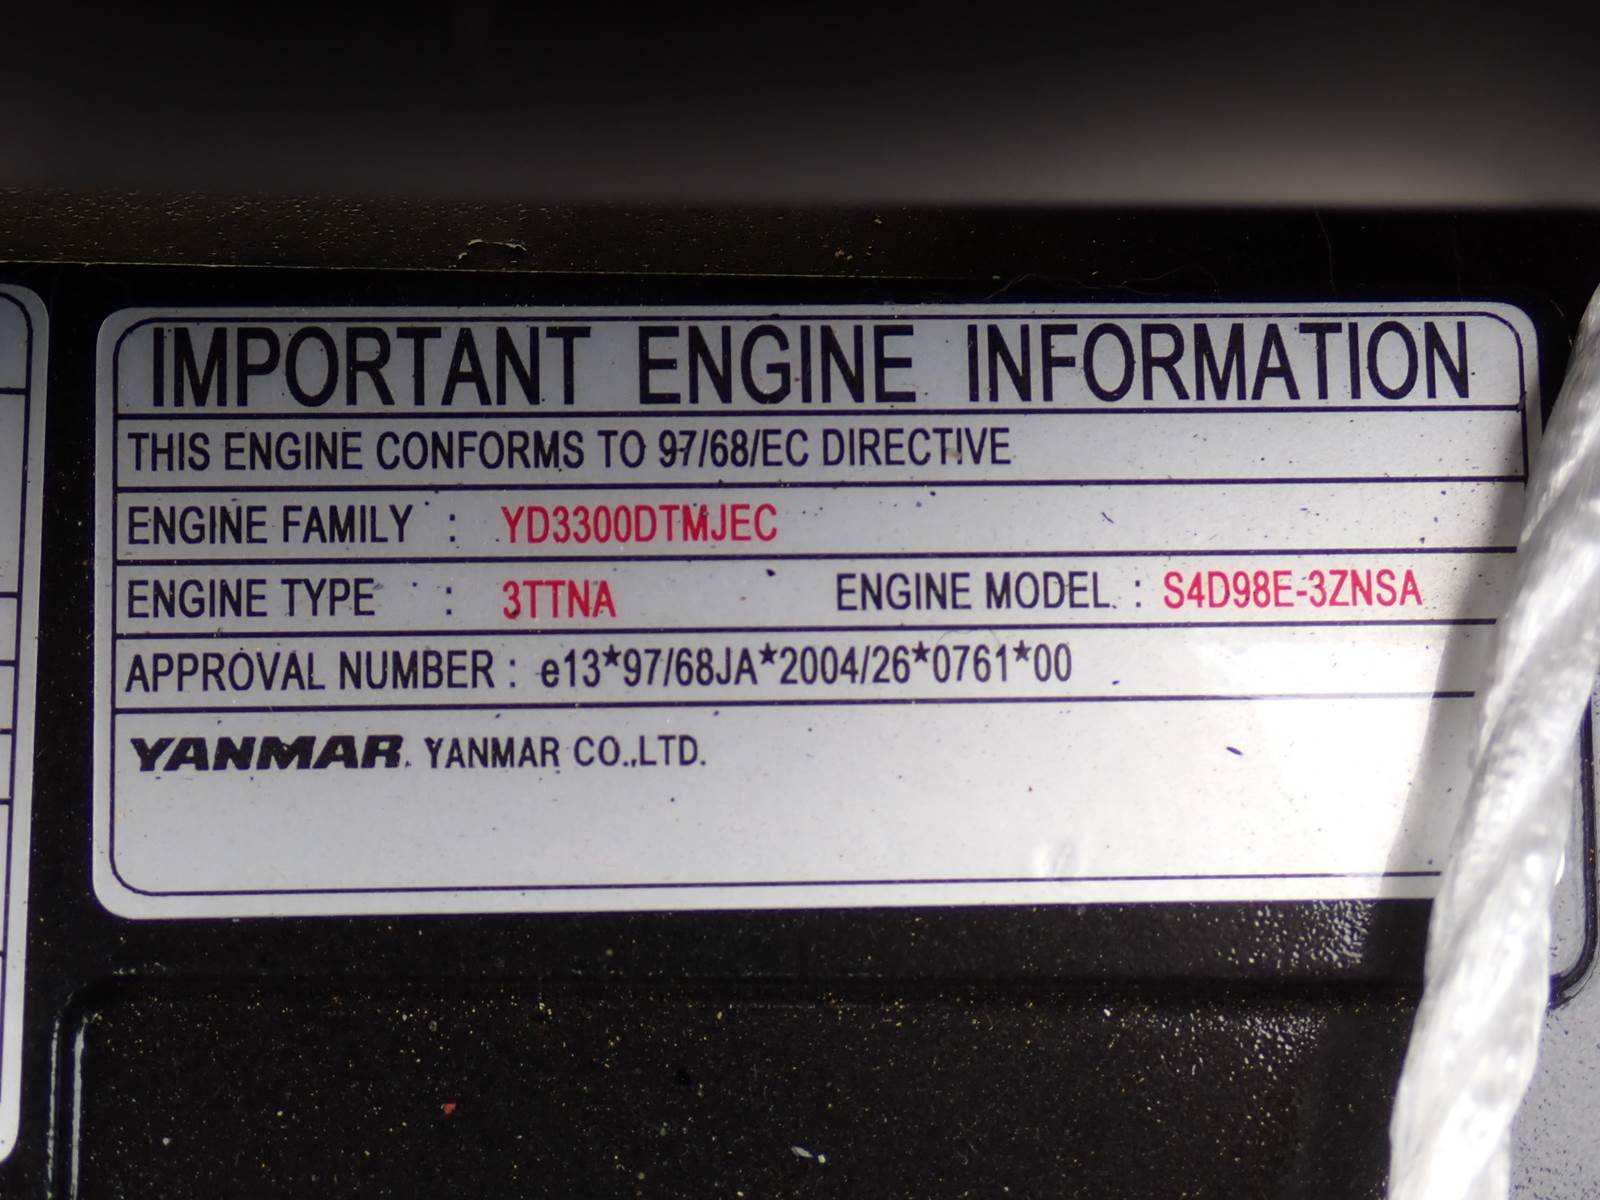 IMPORTANT ENGINE INFORMATION
THIS ENGINE CONFORMS TO 97/68/EC DIRECTIVE
ENGINE FAMILY : YD3300DTMJEC
ENGINE TYPE : 3TTNA ENGINE MODEL : S4D98E-3ZNSA
APPROVAL NUMBER : e13*97/68JA*2004/26*0761*00
YANMAR. YANMAR CO.,LTD.